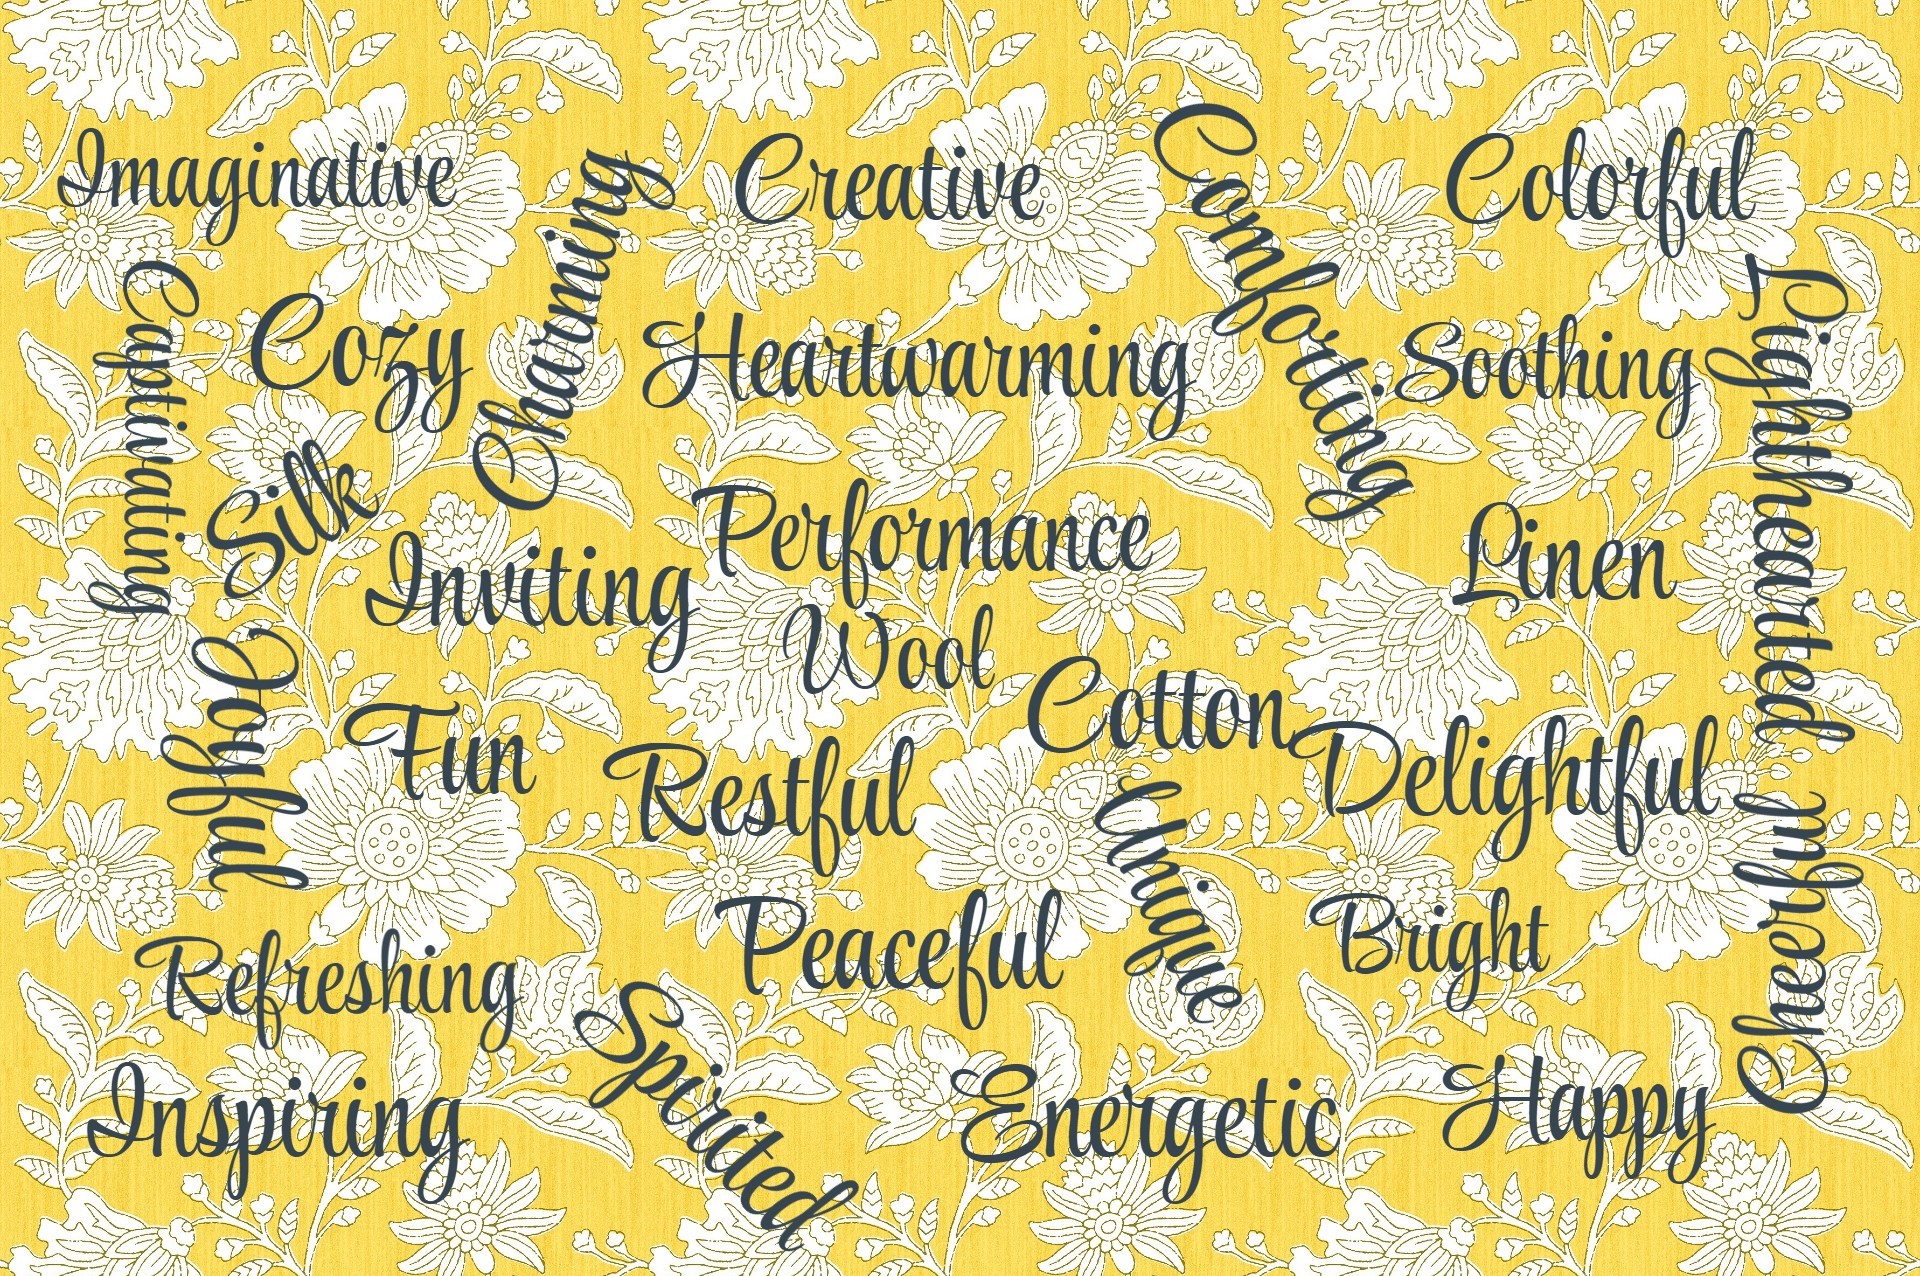 Imaginative
Charming
Creative
Comforting
Colorful
Captivating
Cozy
Heartwarming
Soothing
Lighthearted
Silk
Inviting
Performance
Linen
Wool
Joyful
Fun
Restful
Cotton
Delightful
Unique
Cheerful
Refreshing
Peaceful
Bright
Spirited
Inspiring
Energetic
Happy